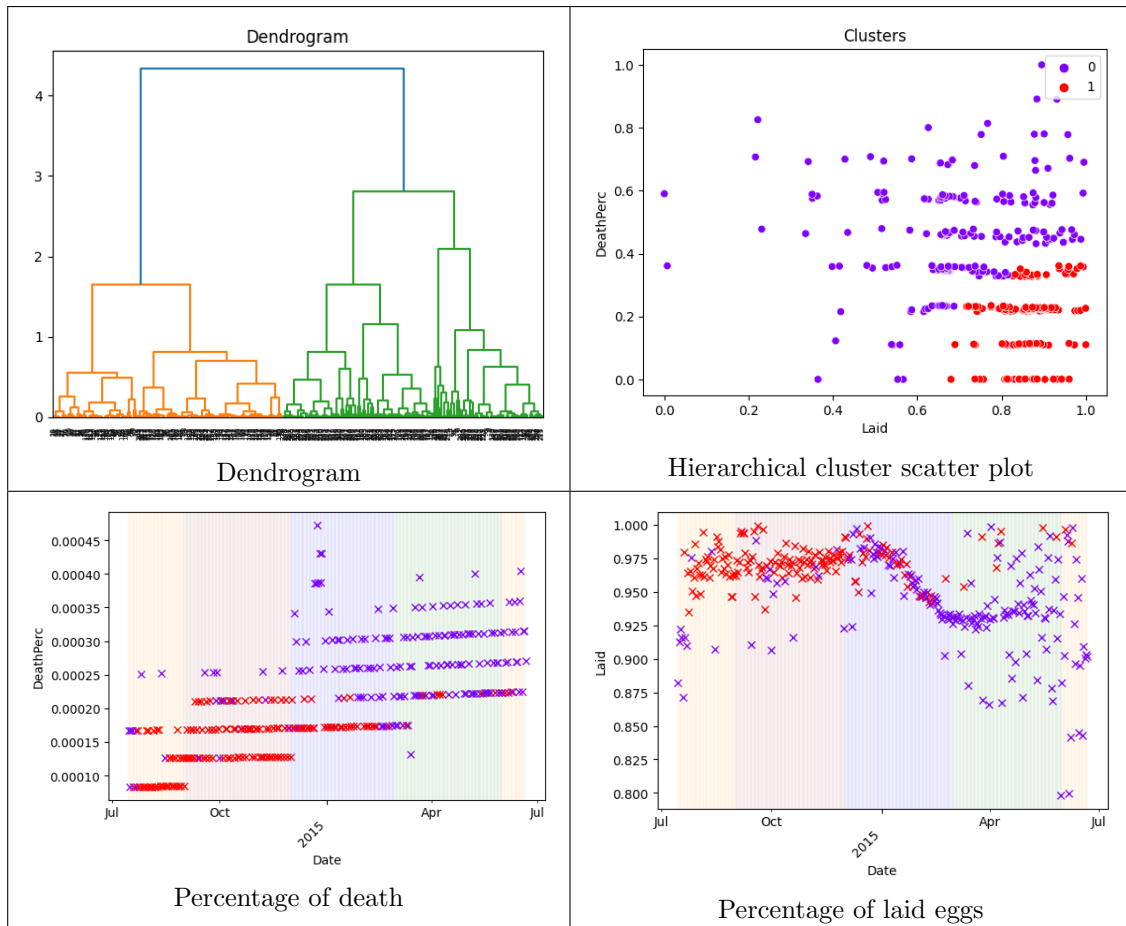 Dendrogram
4
3
2
1
0
Dendrogram
Clusters
0
1
1.0
0.8
0.6
0.4
0.2
0.0
DeathPerc
0.0 0.2 0.4 0.6 0.8 1.0
Laid
Hierarchical cluster scatter plot
0.00045
0.00040
0.00035
0.00030
0.00025
0.00020
0.00015
0.00010
DeathPerc
Jul Oct 2015 Apr Jul
Date
Percentage of death
1.000
0.975
0.950
0.925
0.900
0.875
0.850
0.825
0.800
Laid
Jul Oct 2015 Apr Jul
Date
Percentage of laid eggs